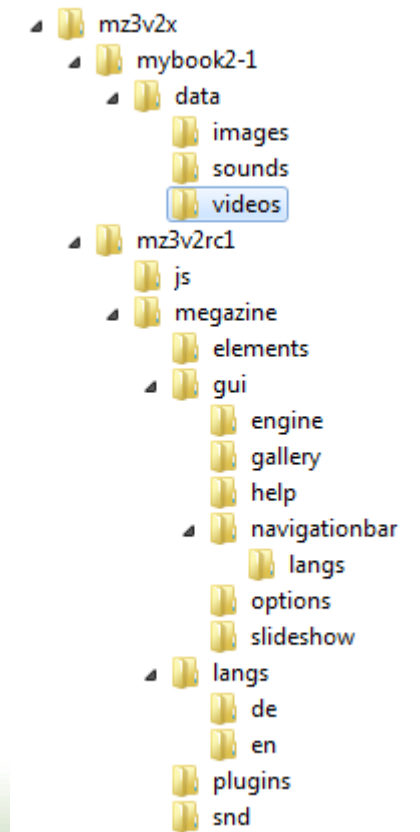 mz3v2x
mybook2-1
data
images
sounds
videos
mz3v2rc1
js
megazine
elements
gui
engine
gallery
help
navigationbar
langs
options
slideshow
langs
de
en
plugins
snd